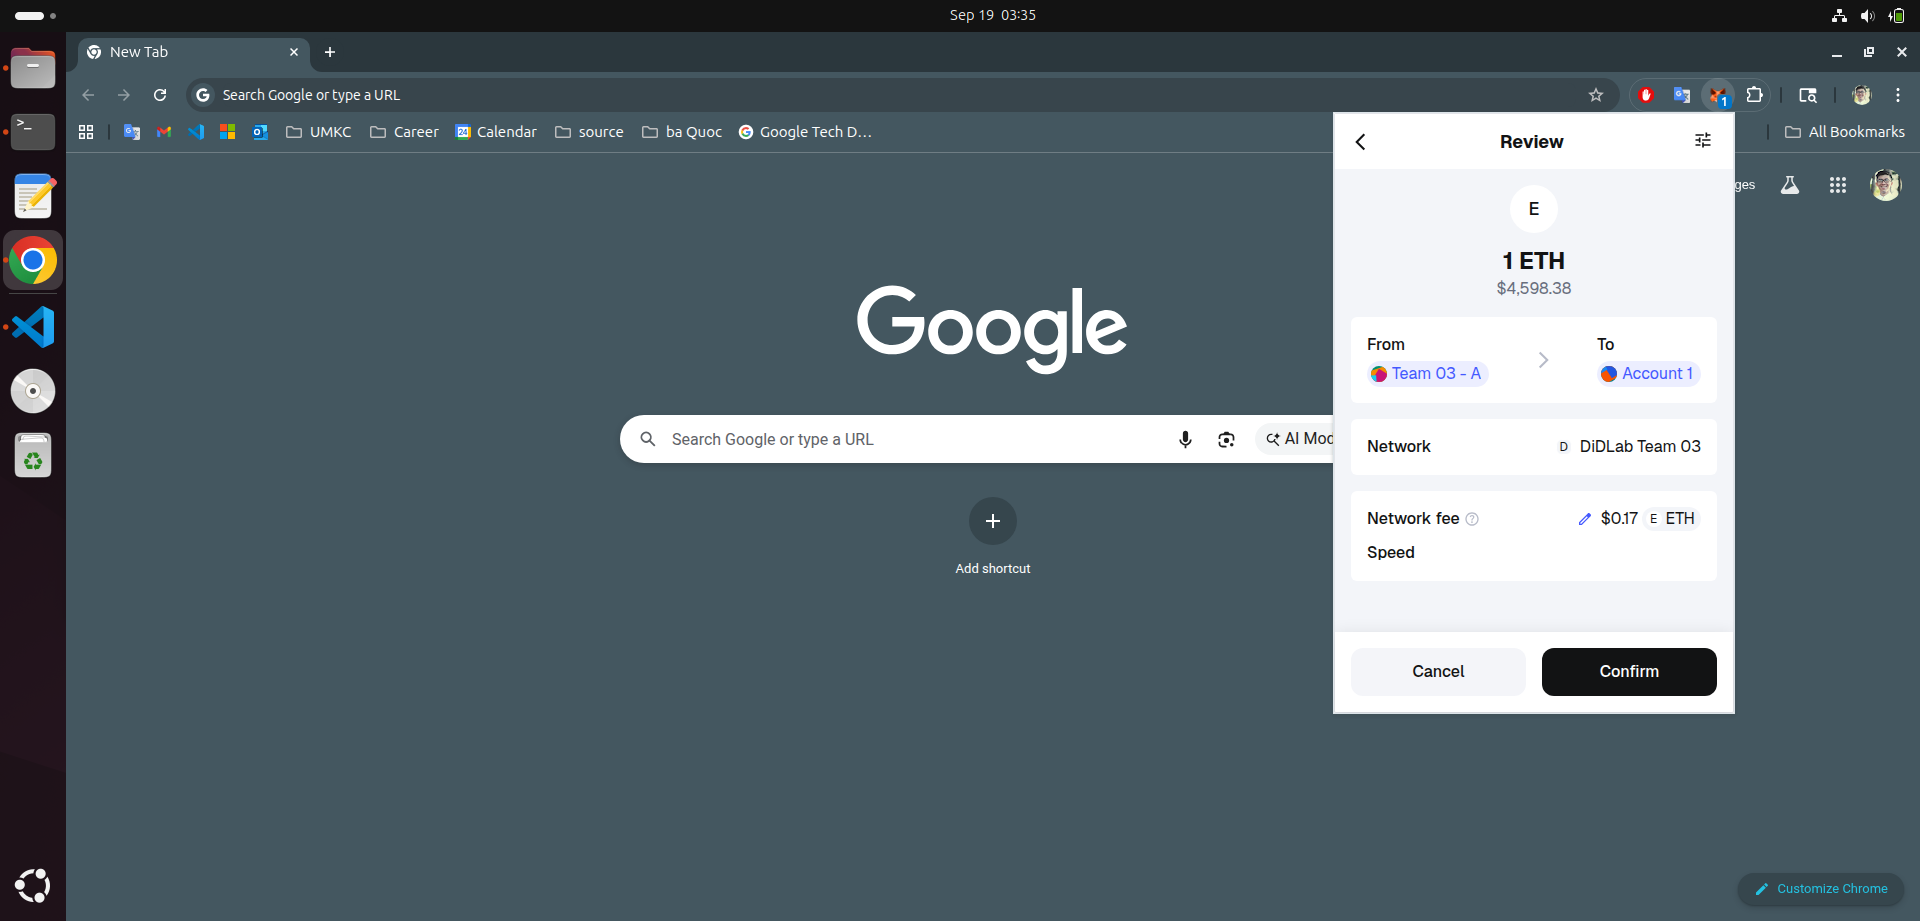 Sep 19 03:35
New Tab
Search Google or type a URL
1
UMKC
Career
24 Calendar
source
ba Quoc
Google Tech D...
All Bookmarks
Review
ges
E
1 ETH
$4,598.38
From
To
Team 03 - A
Account 1
Network
D DiDLab Team 03
Network fee
$0.17
E ETH
Speed
Cancel
Confirm
Google
Search Google or type a URL
AI Mod
Add shortcut
Customize Chrome